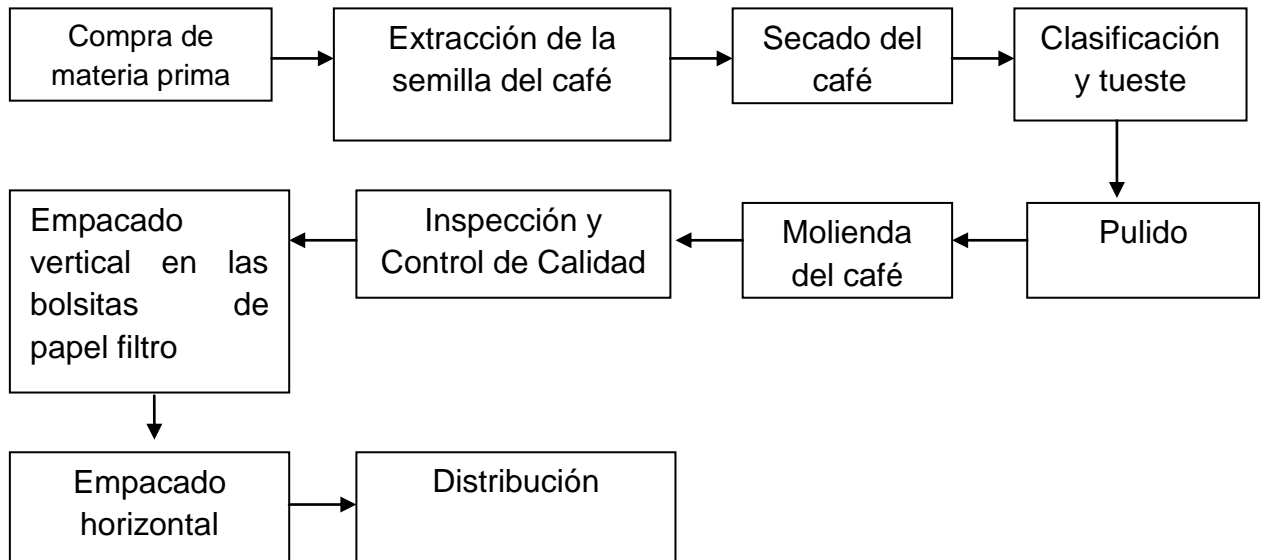 Compra de
materia prima
Extracción de la
semilla del café
Secado del
café
Clasificación
y tueste
Pulido
Molienda
del café
Inspección y
Control de Calidad
Empacado
vertical en las
bolsitas de
papel filtro
Empacado
horizontal
Distribución